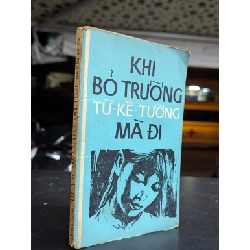 KHI
BỎ TRƯỜNG
TỪ-KẾ-TƯỜNG
MÀ ĐI